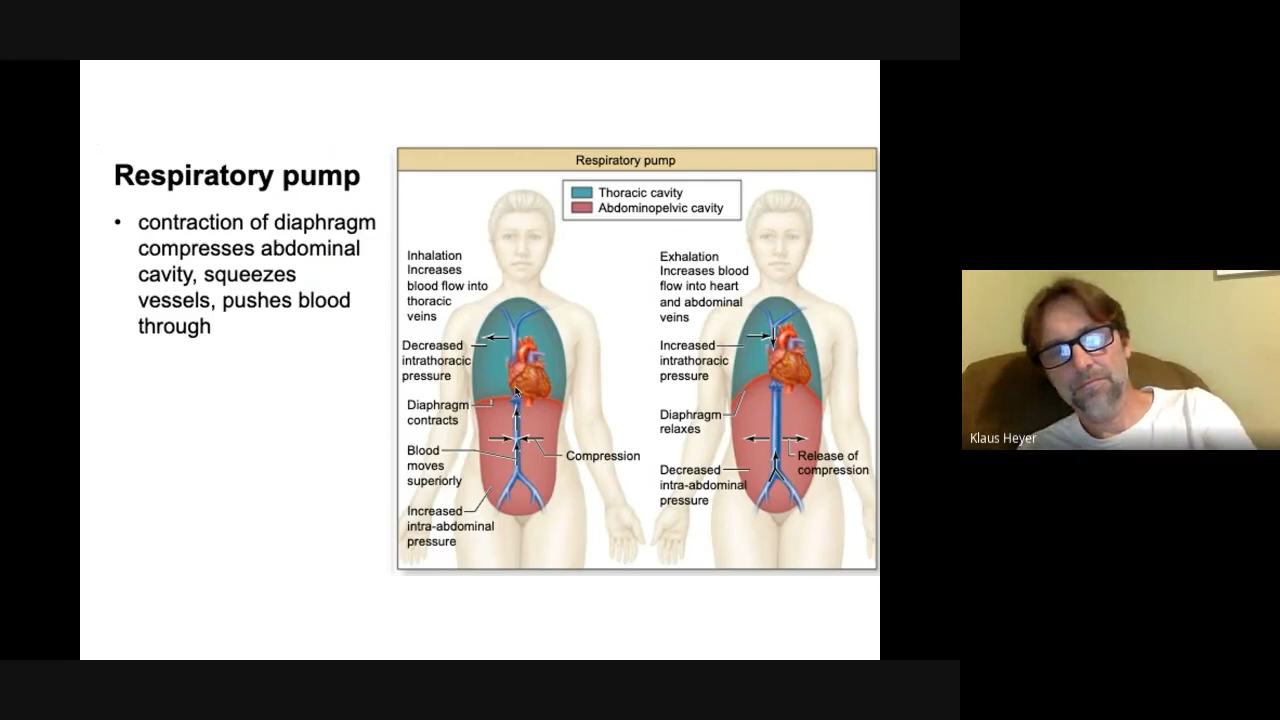 Respiratory pump
• contraction of diaphragm
compresses abdominal
cavity, squeezes
vessels, pushes blood
through
Respiratory pump
Thoracic cavity
Abdominopelvic cavity
Inhalation
Increases
blood flow into
thoracic
veins
Decreased
intrathoracic
pressure
Diaphragm
contracts
Blood
moves
superiorly
Compression
Increased
intra-abdominal
pressure
Exhalation
Increases blood
flow into heart
and abdominal
veins
Increased
intrathoracic
pressure
Diaphragm
relaxes
Release of
compression
Decreased
intra-abdominal
pressure
Klaus Heyer